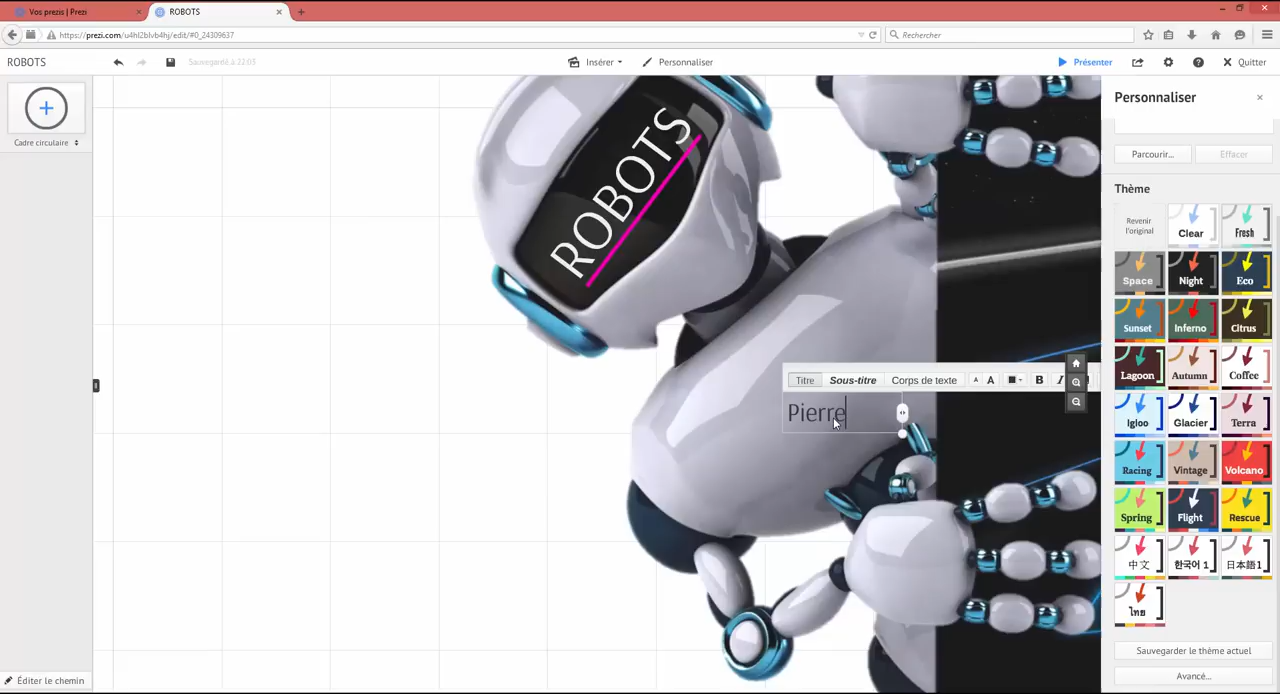 Vos prezis | Prezi
ROBOTS
https://prezi.com/u4hl2blvb4hj/edit/#0_24309637
Rechercher
ROBOTS
Sauvegardé à 22:05
Insérer
Personnaliser
Présenter
Quitter
Cadre circulaire
Personnaliser
Parcourir...
Effacer
Thème
Revenir l'original
Clear
Fresh
Space
Night
Eco
Sunset
Inferno
Citrus
Lagoon
Autumn
Coffee
Igloo
Glacier
Terra
Racing
Vintage
Volcano
Spring
Flight
Rescue
中文
한국어 1
日本語1
ไทย
Sauvegarder le thème actuel
Avancé...
ROBOTS
Titre
Sous-titre
Corps de texte
A
A
B
I
Pierre
Éditer le chemin